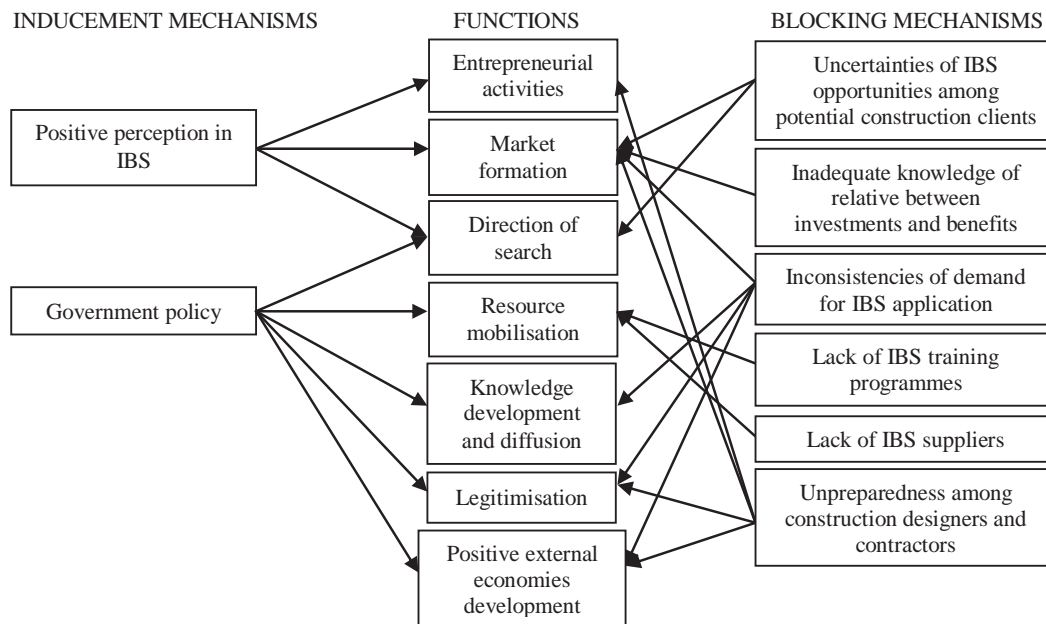 INDUCEMENT MECHANISMS
FUNCTIONS
BLOCKING MECHANISMS
Positive perception in
IBS
Government policy
Entrepreneurial
activities
Market
formation
Direction of
search
Resource
mobilisation
Knowledge
development
and diffusion
Legitimisation
Positive external
economies
development
Uncertainties of IBS
opportunities among
potential construction clients
Inadequate knowledge of
relative between
investments and benefits
Inconsistencies of demand
for IBS application
Lack of IBS training
programmes
Lack of IBS suppliers
Unpreparedness among
construction designers and
contractors